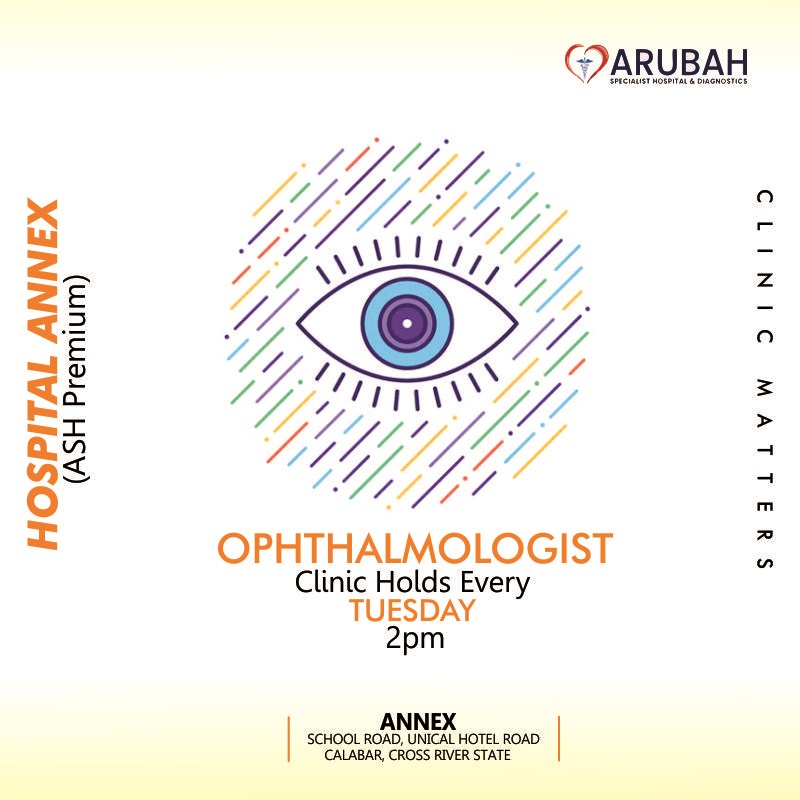 ARUBAH
SPECIALIST HOSPITAL & DIAGNOSTICS
HOSPITAL ANNEX
(ASH Premium)
CLINIC MATTERS
OPHTHALMOLOGIST
Clinic Holds Every
TUESDAY
2pm
ANNEX
SCHOOL ROAD, UNICAL HOTEL ROAD
CALABAR, CROSS RIVER STATE